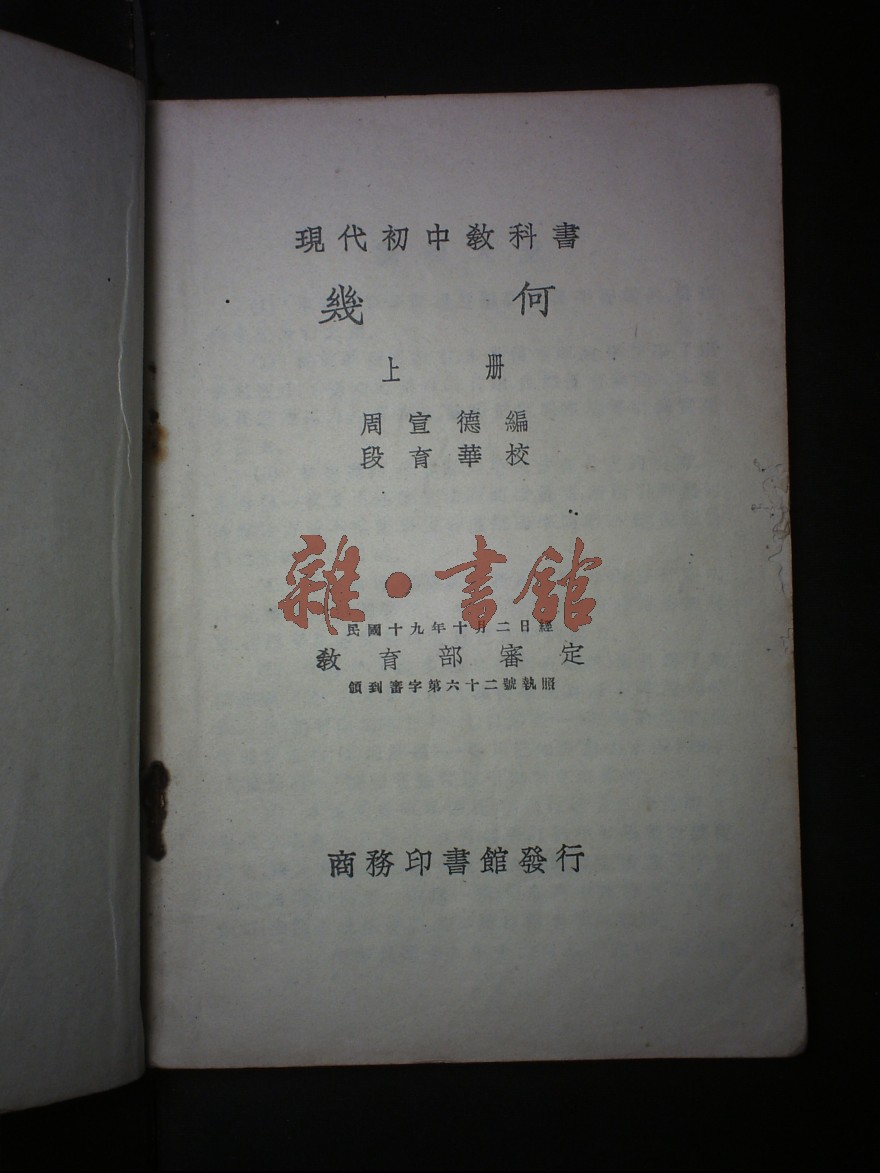 現代初中教科書
幾何
上册
周宣德編
段育華校
雜·書館
民國十九年十月二日經
教育部審定
領到審字第六十二號執照
商務印書館發行